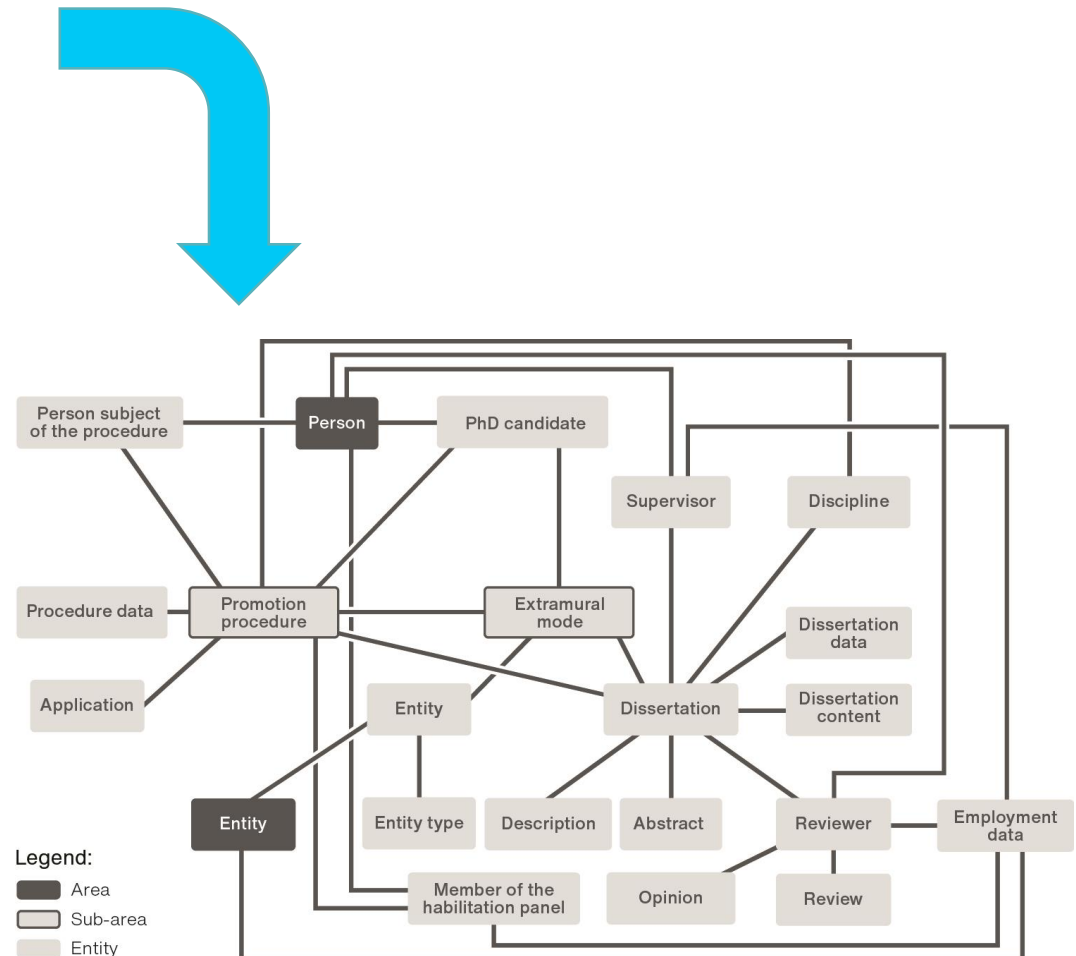 Person subject
of the procedure
Person
PhD candidate
Supervisor
Discipline
Procedure data
Promotion
procedure
Extramural
mode
Dissertation
data
Application
Entity
Dissertation
Dissertation
content
Entity
Entity type
Description
Abstract
Reviewer
Employment
data
Legend:
Area
Member of the
habilitation panel
Opinion
Review
Sub-area
Entity